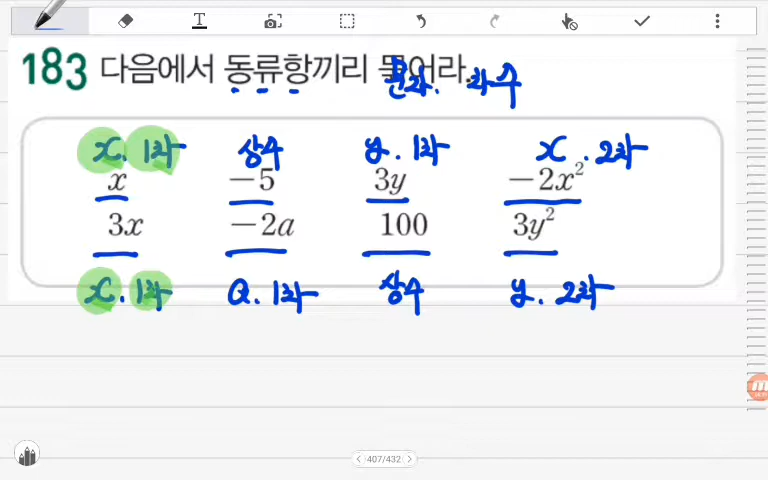 183 다음에서 동류항끼리 묶어라.
문자. 차수
x. 1차 상수 y. 1차 x. 2차
x -5 3y -2x²
3x -2a 100 3y²
x. 1차 a. 1차 상수 y. 2차
407/432